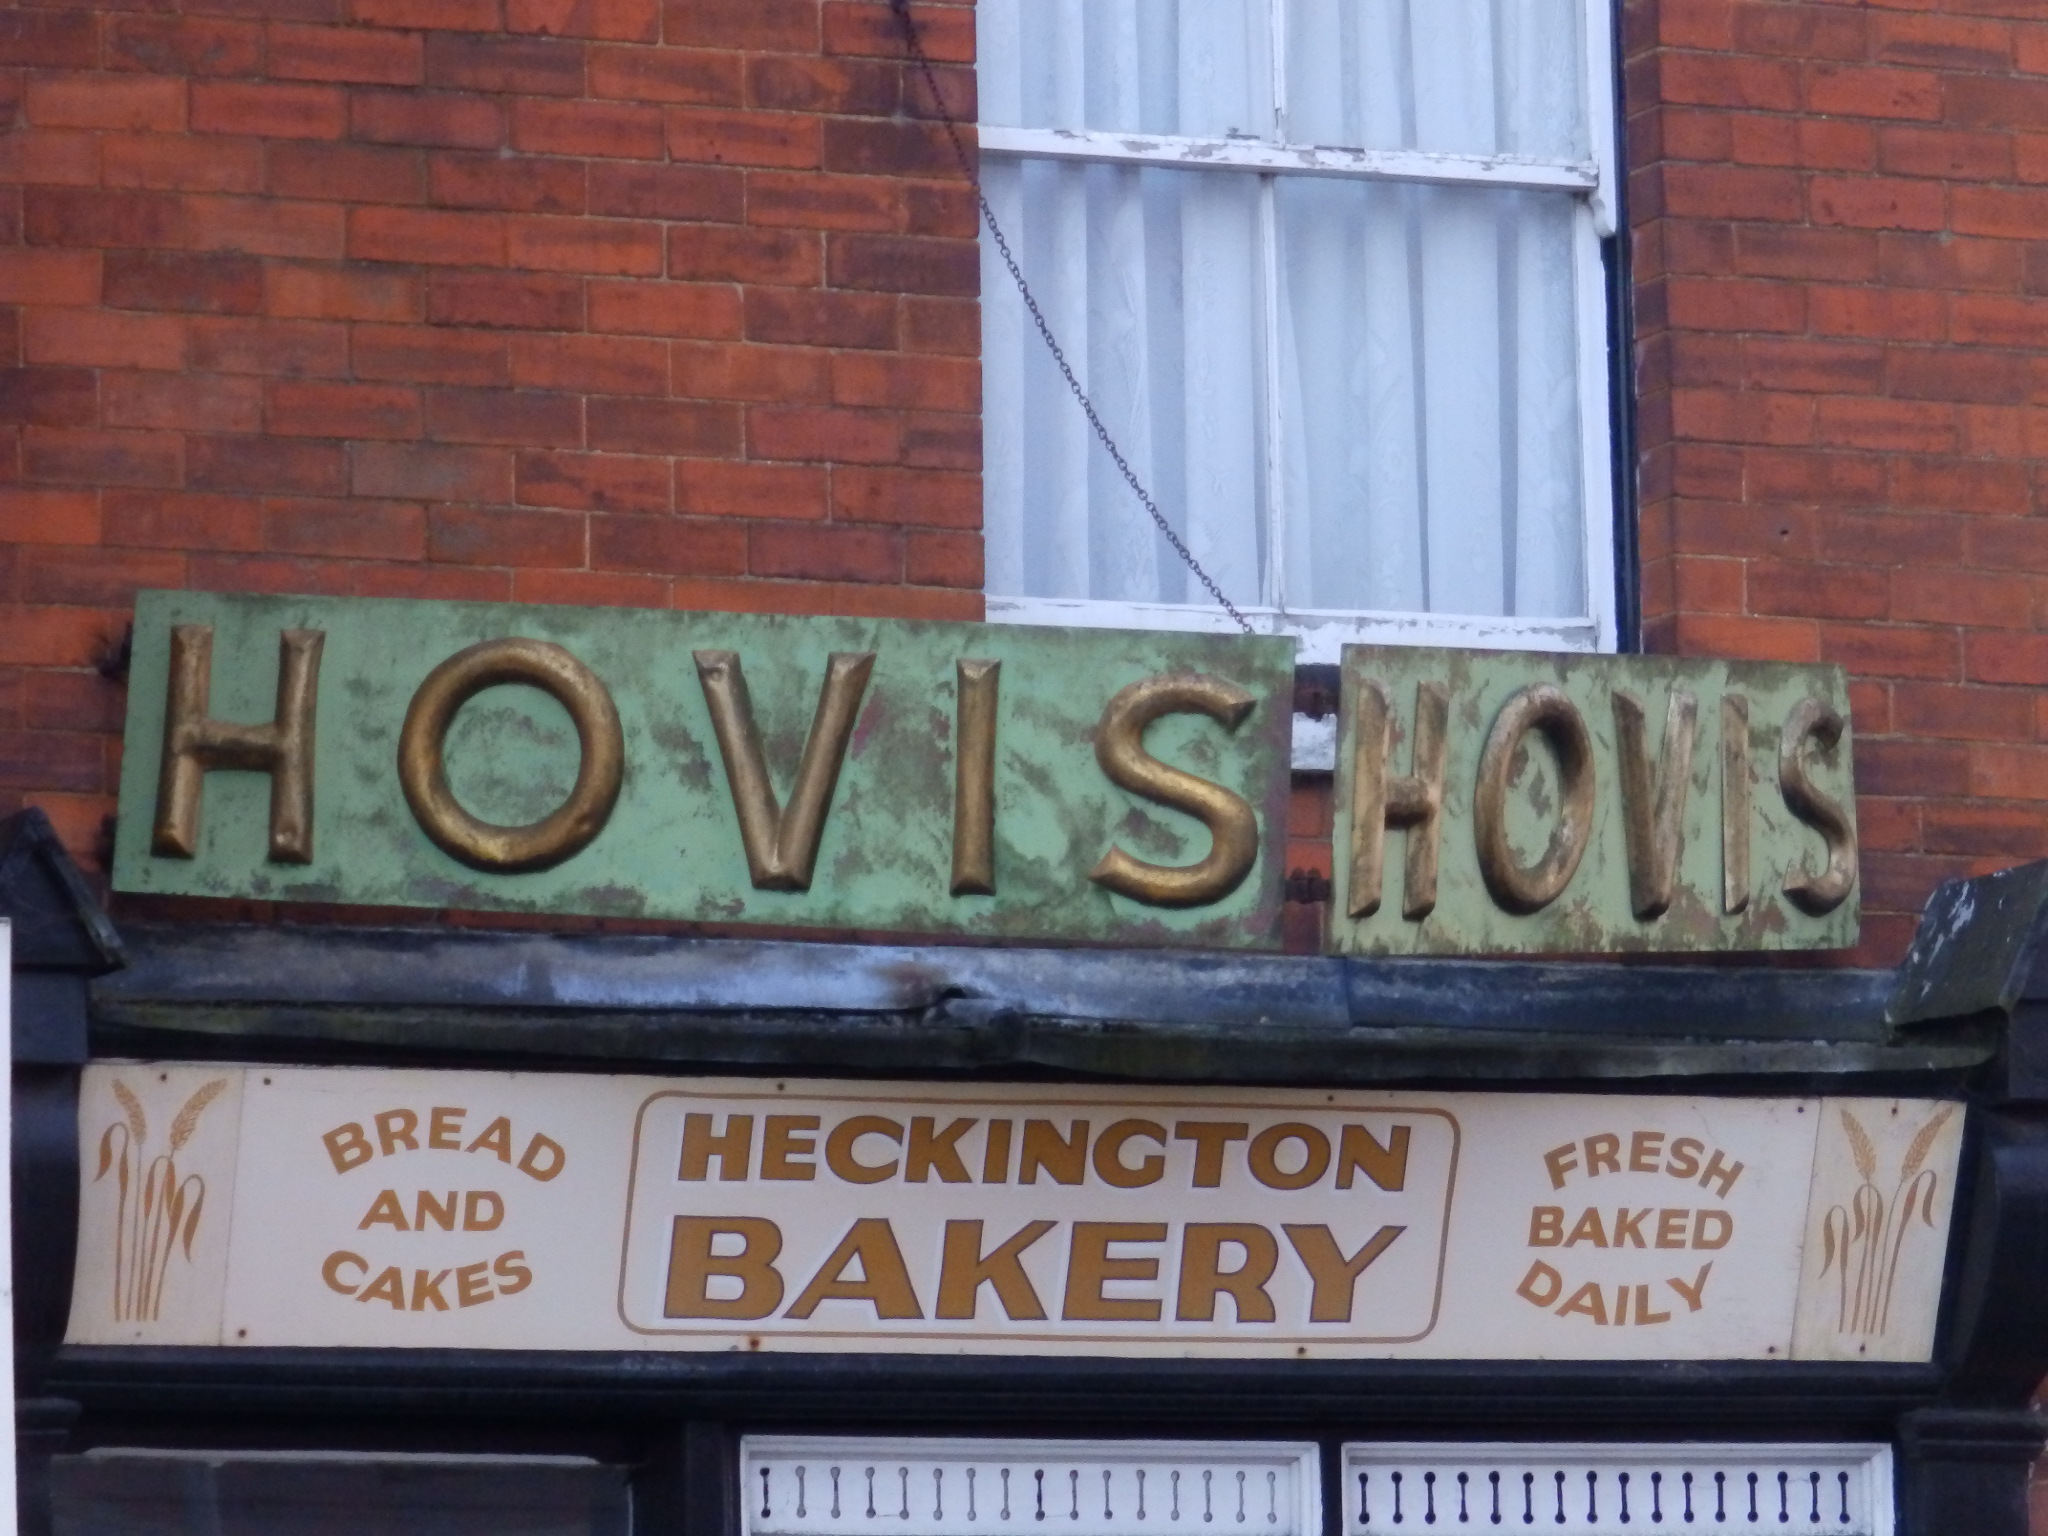 HOVIS HOVIS
BREAD
AND
CAKES
HECKINGTON
BAKERY
FRESH
BAKED
DAILY